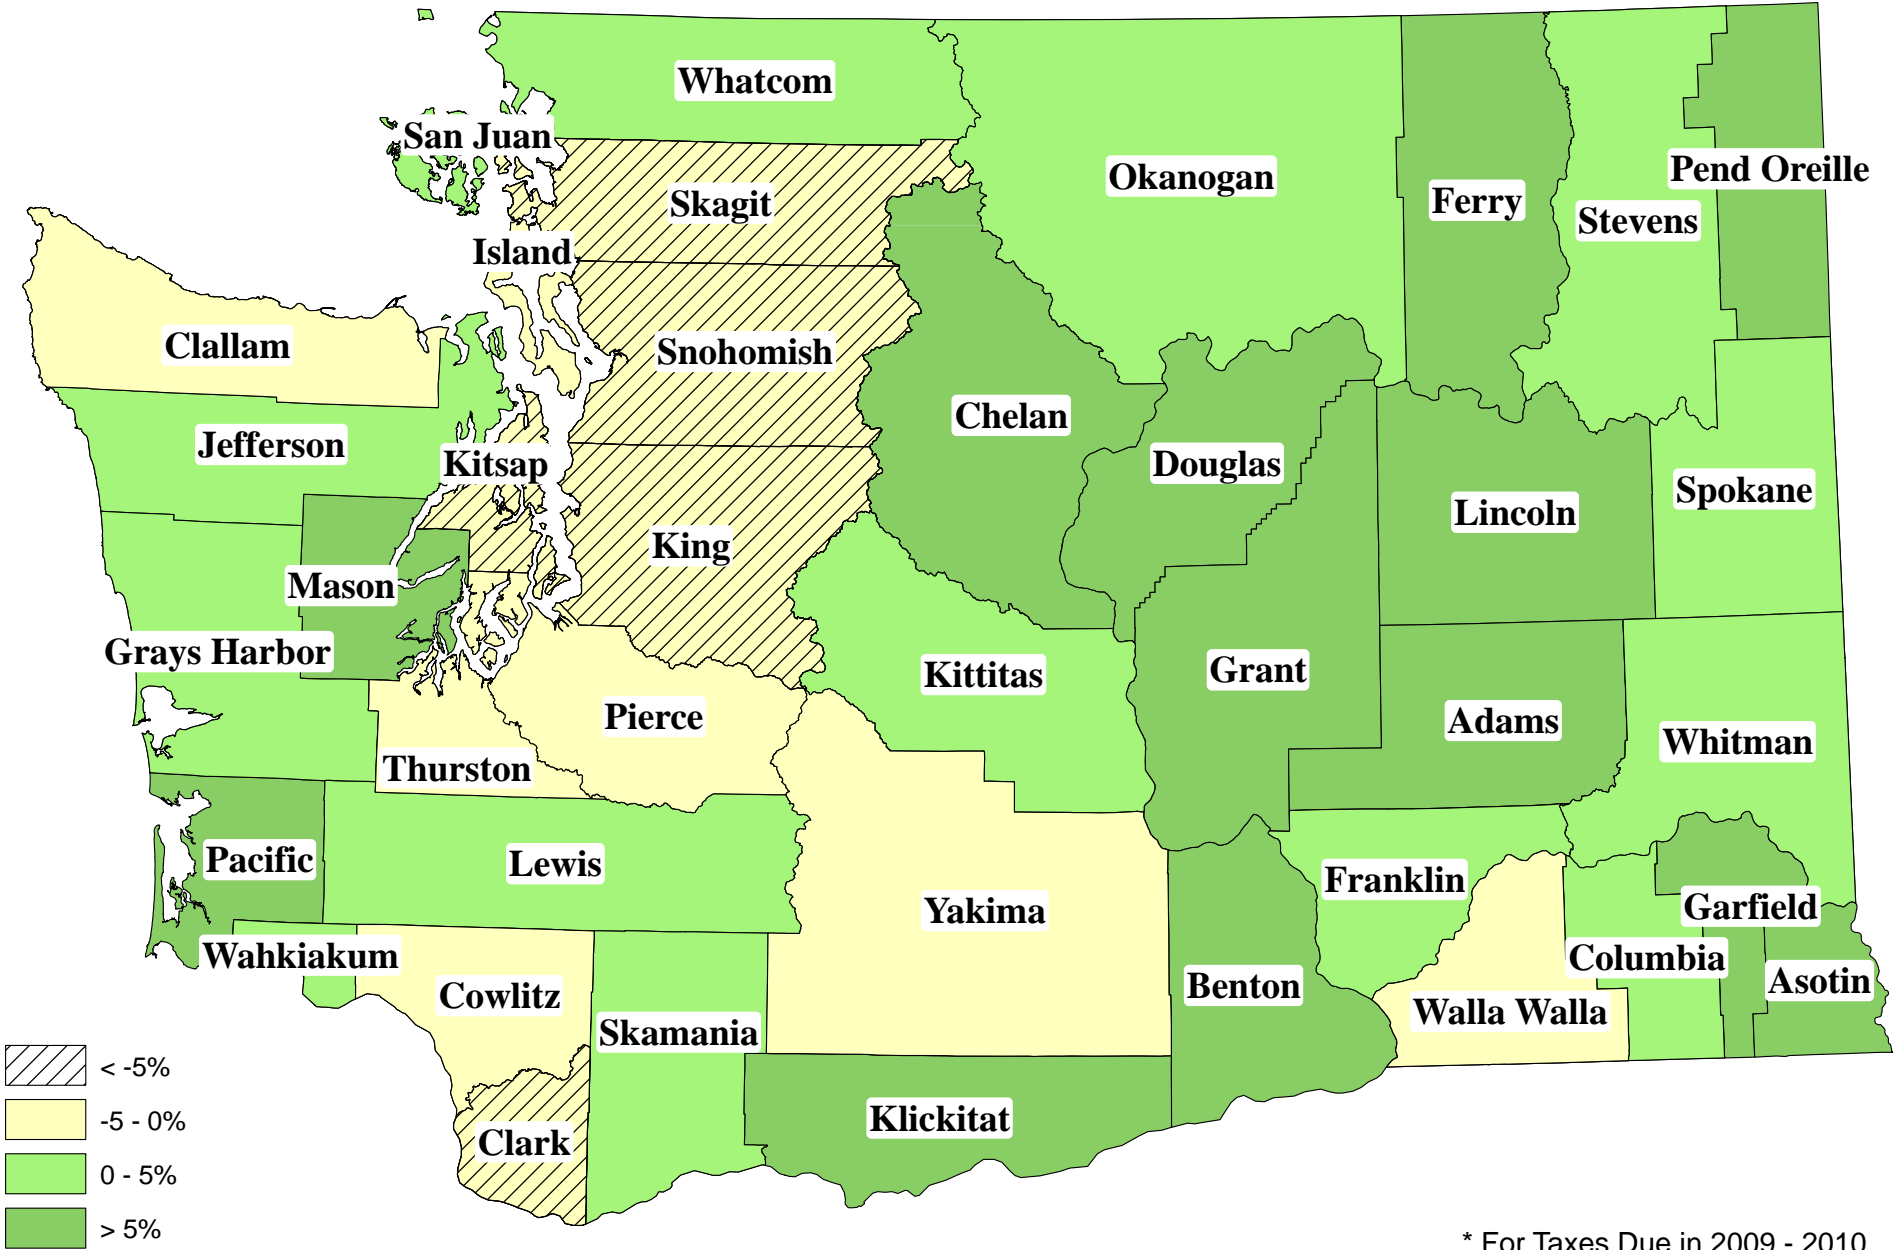 Whatcom
San Juan
Okanogan
Pend Oreille
Skagit
Ferry
Stevens
Island
Clallam
Snohomish
Chelan
Jefferson
Kitsap
Douglas
Spokane
Lincoln
King
Mason
Grays Harbor
Kittitas
Grant
Pierce
Adams
Whitman
Thurston
Pacific
Lewis
Franklin
Yakima
Garfield
Wahkiakum
Columbia
Asotin
Benton
Cowlitz
Walla Walla
Skamania
Klickitat
Clark
< -5%
-5 - 0%
0 - 5%
> 5%
* For Taxes Due in 2009 - 2010